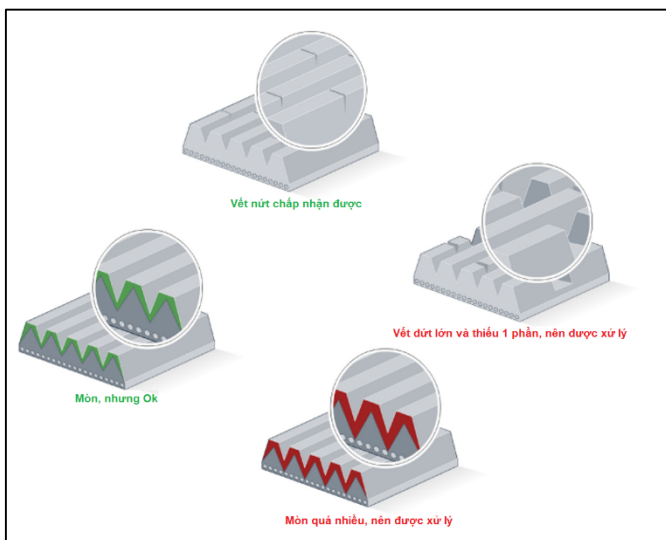 Vết nứt chấp nhận được
Vết đứt lớn và thiếu 1 phần, nên được xử lý
Mòn, nhưng Ok
Mòn quá nhiều, nên được xử lý